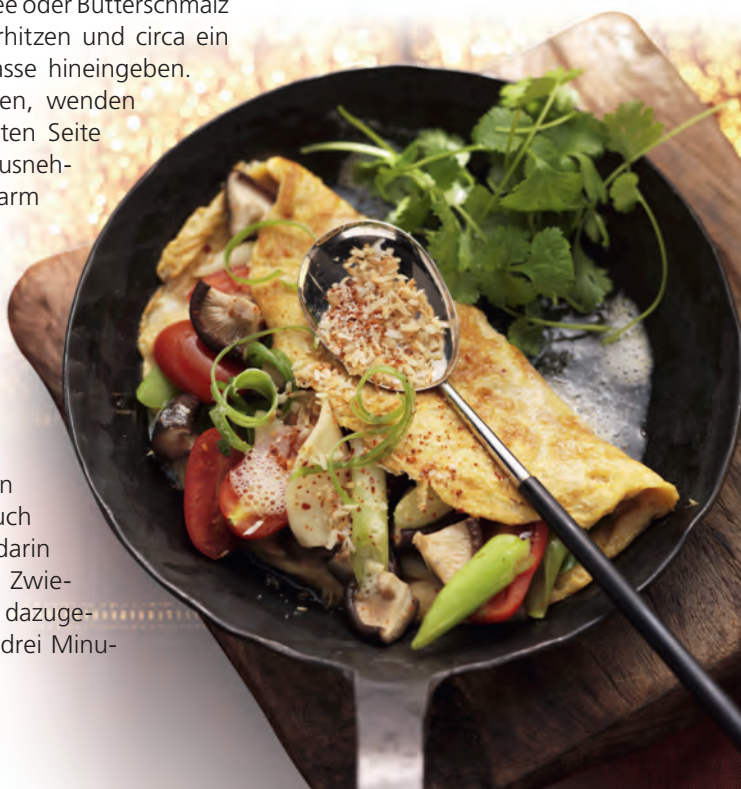 ee oder Butterschmalz
rhitzen und circa ein
asse hineingeben.
en, wenden
ten Seite
usneh-
arm
n
uch
darin
Zwie-
dazuge-
drei Minu-